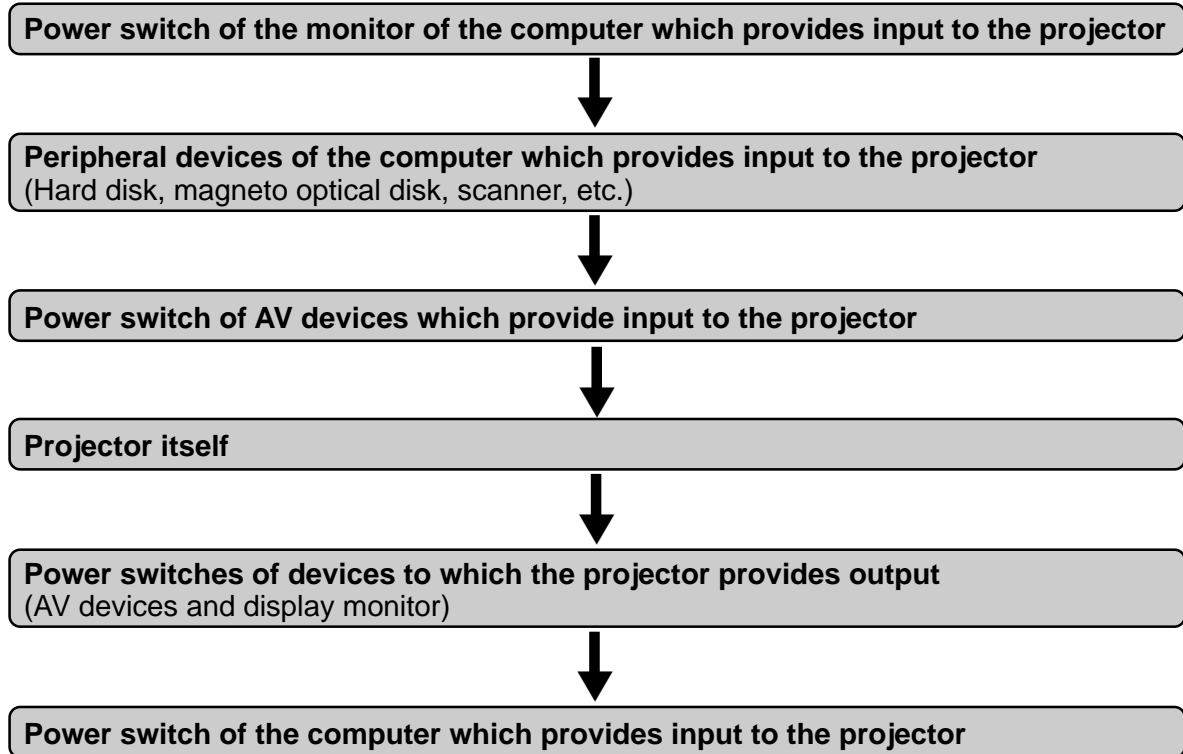 Power switch of the monitor of the computer which provides input to the projector
Peripheral devices of the computer which provides input to the projector
(Hard disk, magneto optical disk, scanner, etc.)
Power switch of AV devices which provide input to the projector
Projector itself
Power switches of devices to which the projector provides output
(AV devices and display monitor)
Power switch of the computer which provides input to the projector